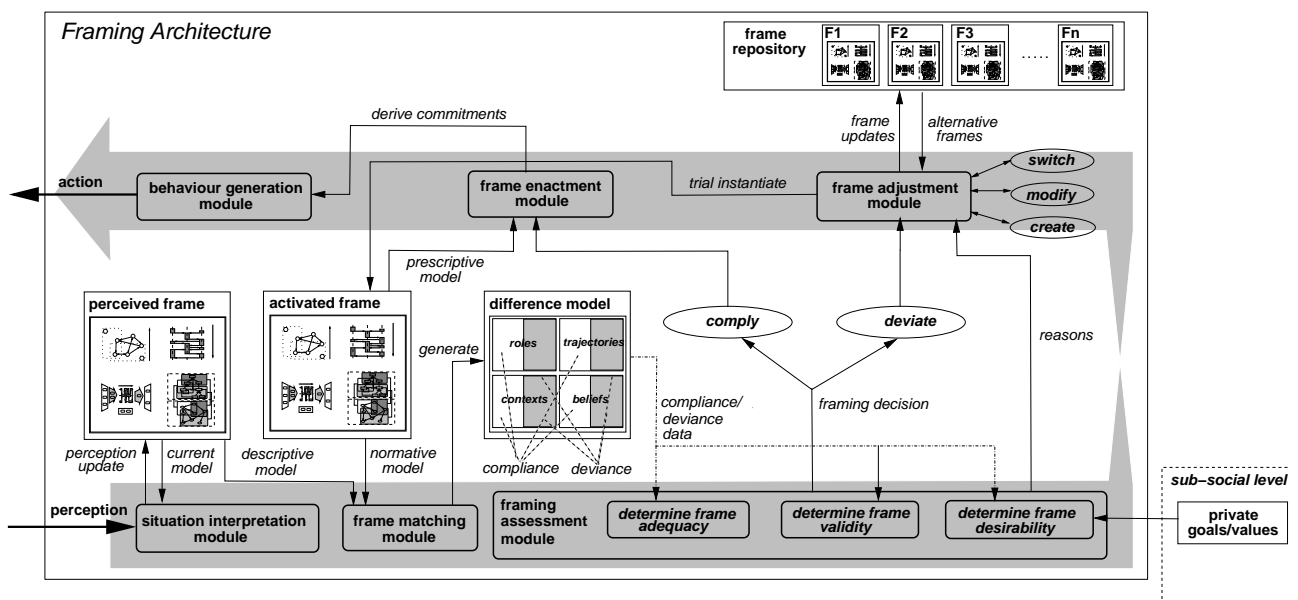 Framing Architecture
frame
repository
F1
F2
F3
Fn
.....
derive commitments
frame
updates
alternative
frames
action
behaviour generation
module
frame enactment
module
trial instantiate
frame adjustment
module
switch
modify
create
prescriptive
model
perceived frame
activated frame
difference model
roles
trajectories
contexts
beliefs
compliance
deviance
generate
comply
deviate
reasons
compliance/
deviance
data
framing decision
perception
update
current
model
descriptive
model
normative
model
perception
situation interpretation
module
frame matching
module
framing
assessment
module
determine frame
adequacy
determine frame
validity
determine frame
desirability
sub–social level
private
goals/values